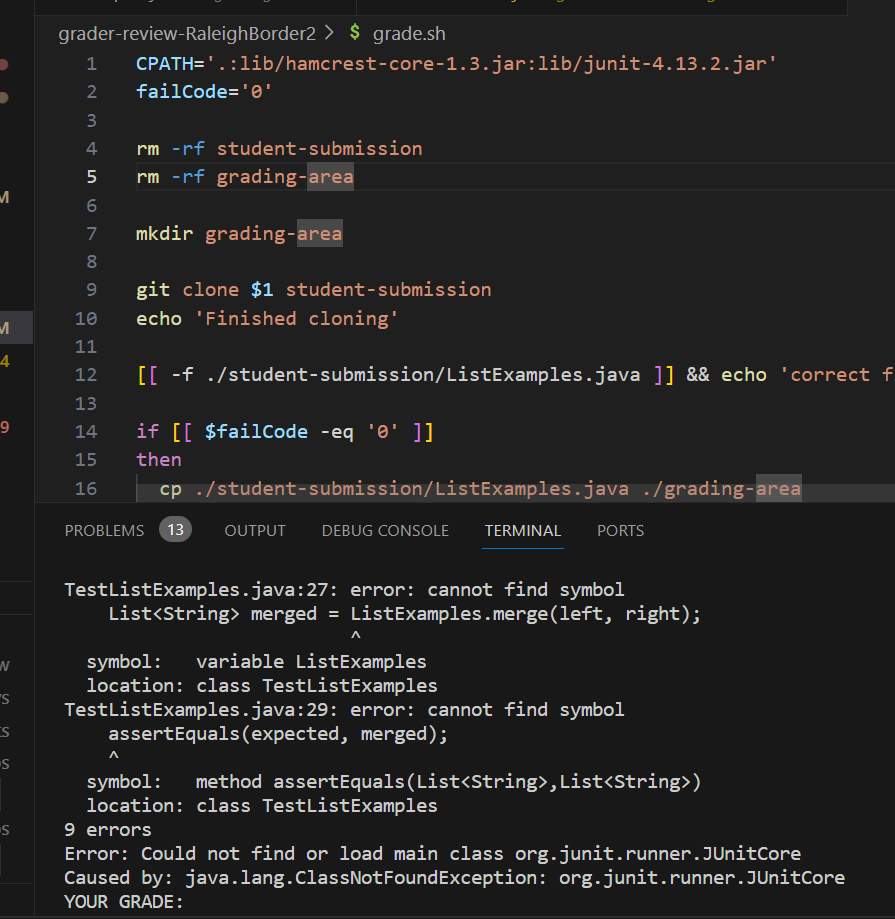 grader-review-RaleighBorder2 > $ grade.sh
1 CPATH='.:lib/hamcrest-core-1.3.jar:lib/junit-4.13.2.jar'
2 failCode='0'
3
4 rm -rf student-submission
5 rm -rf grading-area
6
7 mkdir grading-area
8
9 git clone $1 student-submission
10 echo 'Finished cloning'
11
12 [[ -f ./student-submission/ListExamples.java ]] && echo 'correct f
13
14 if [[ $failCode -eq '0' ]]
15 then
16 cp ./student-submission/ListExamples.java ./grading-area
M
M
4
9
PROBLEMS 13 OUTPUT DEBUG CONSOLE TERMINAL PORTS
TestListExamples.java:27: error: cannot find symbol
    List<String> merged = ListExamples.merge(left, right);
                          ^
  symbol:   variable ListExamples
  location: class TestListExamples
TestListExamples.java:29: error: cannot find symbol
    assertEquals(expected, merged);
    ^
  symbol:   method assertEquals(List<String>,List<String>)
  location: class TestListExamples
9 errors
Error: Could not find or load main class org.junit.runner.JUnitCore
Caused by: java.lang.ClassNotFoundException: org.junit.runner.JUnitCore
YOUR GRADE: